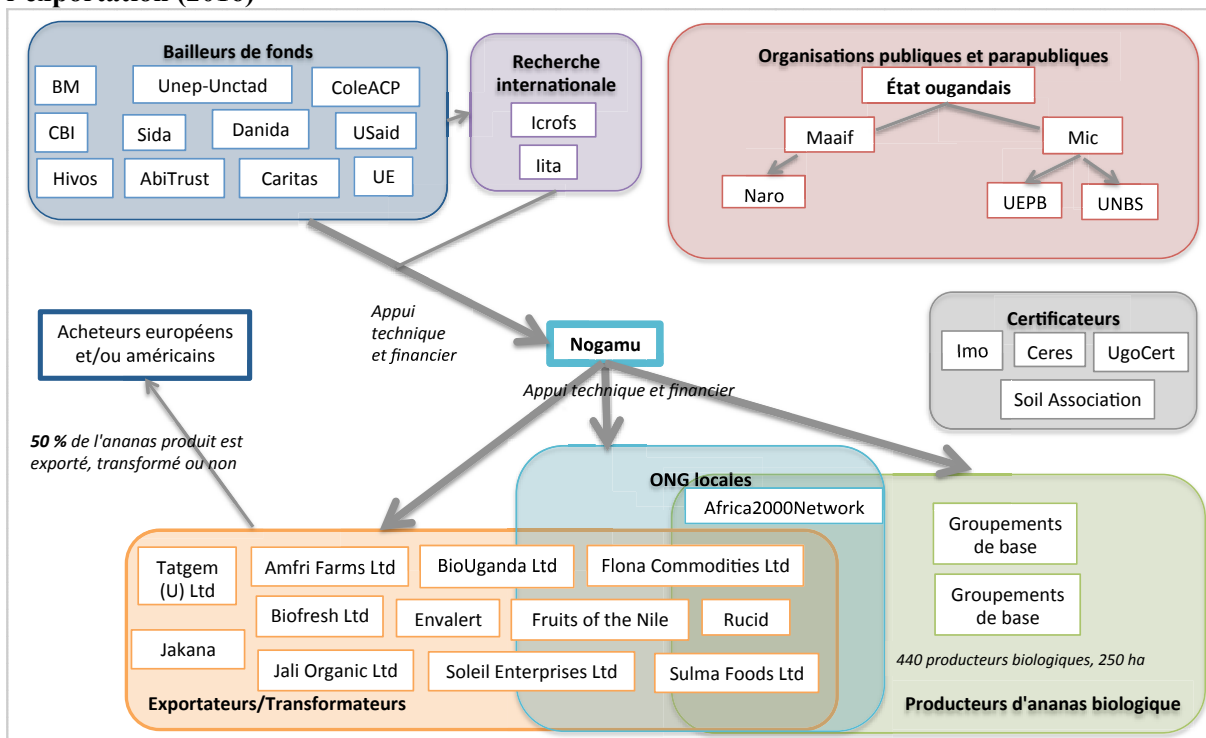 l'exportation (2010)
Bailleurs de fonds
BM
Unep-Unctad
ColeACP
CBI
Sida
Danida
USaid
Hivos
AbiTrust
Caritas
UE
Recherche
internationale
Icrofs
Iita
Organisations publiques et parapubliques
État ougandais
Maaif
Mic
Naro
UEPB
UNBS
Acheteurs européens
et/ou américains
Appui
technique
et financier
Nogamu
Appui technique et financier
Certificateurs
Imo
Ceres
UgoCert
Soil Association
50 % de l'ananas produit est
exporté, transformé ou non
ONG locales
Africa2000Network
Tatgem
(U) Ltd
Amfri Farms Ltd
BioUganda Ltd
Flona Commodities Ltd
Biofresh Ltd
Envalert
Fruits of the Nile
Rucid
Jakana
Jali Organic Ltd
Soleil Enterprises Ltd
Sulma Foods Ltd
Exportateurs/Transformateurs
Groupements
de base
Groupements
de base
440 producteurs biologiques, 250 ha
Producteurs d'ananas biologique